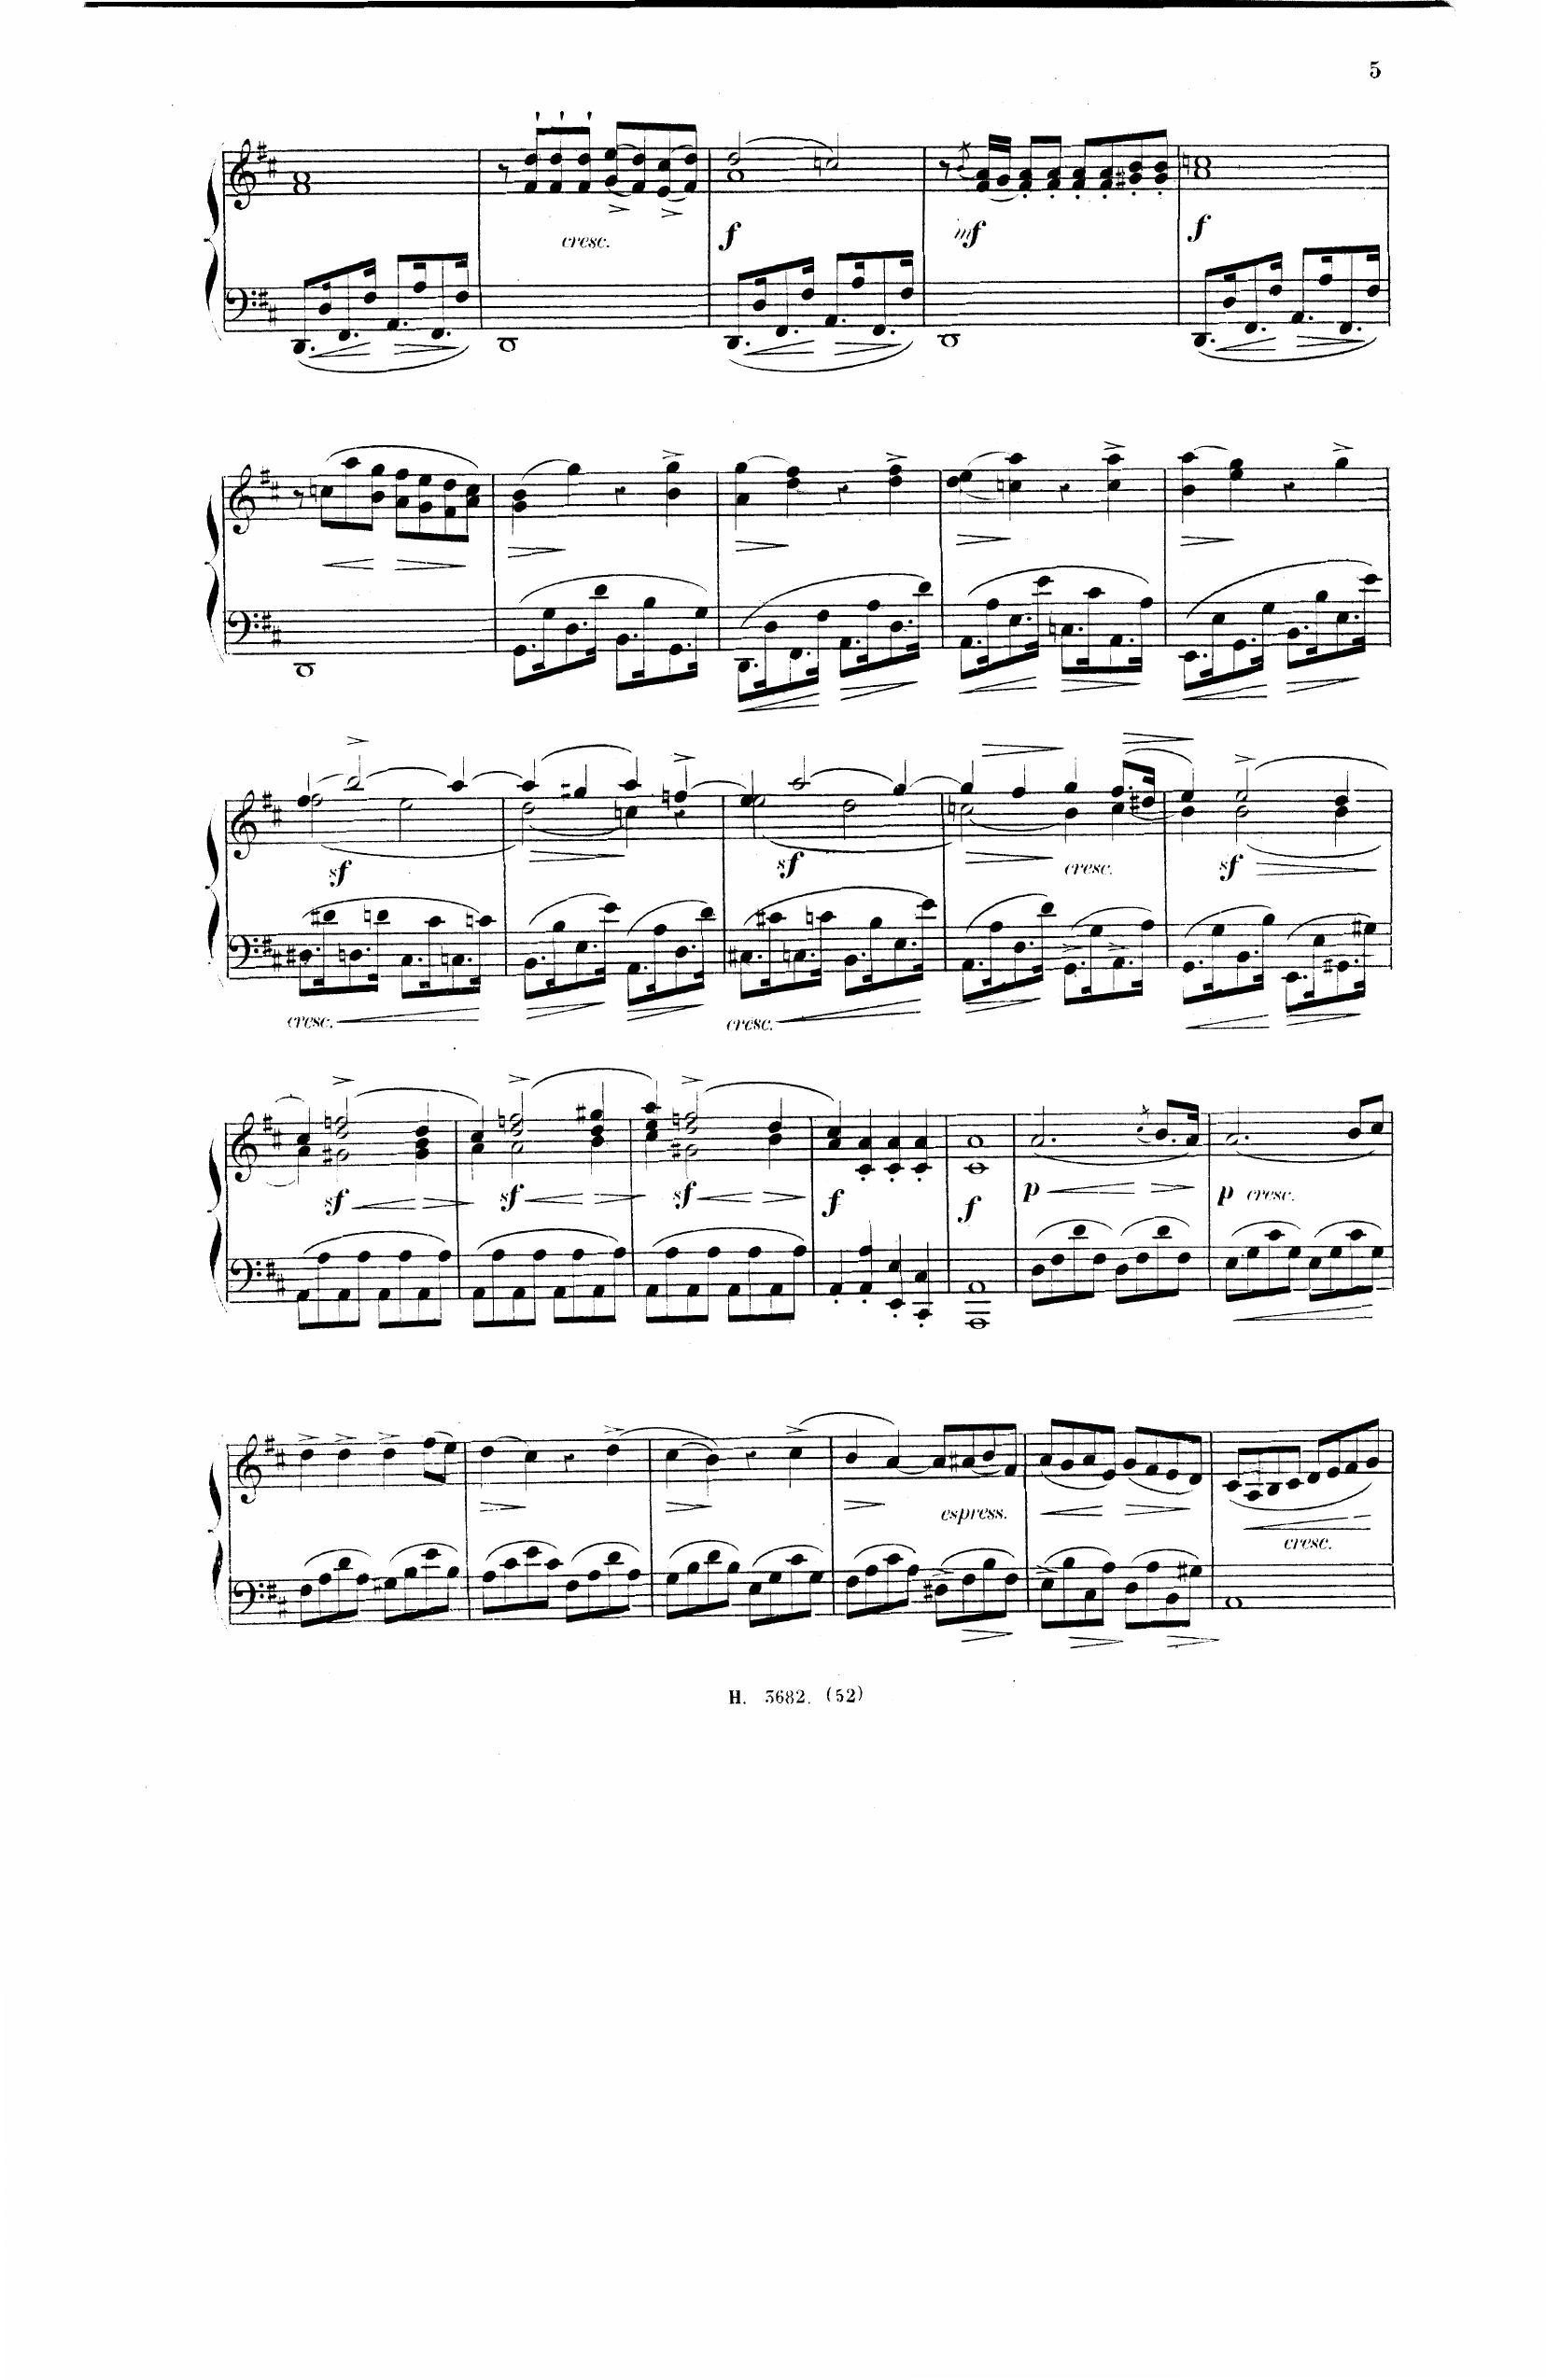 5
cresc.
f mf f
sf sf cresc. sf
cresc. cresc.
sf sf sf f f p p cresc.
espress. cresc.
H. 3682. (52)